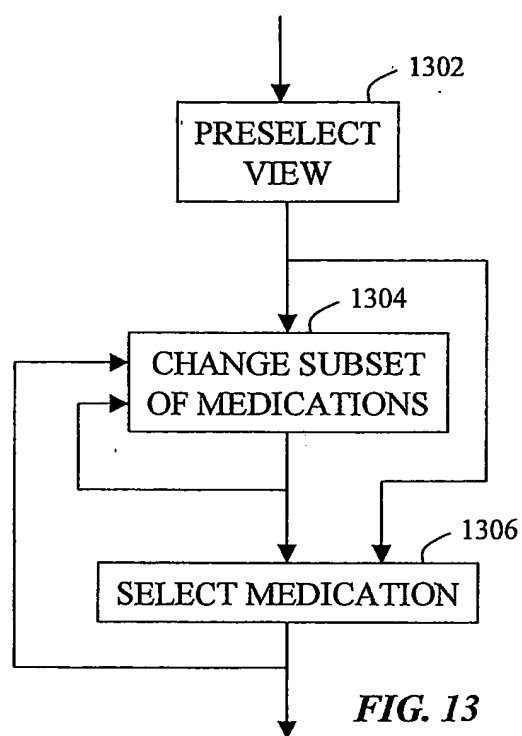 1302
PRESELECT
VIEW
1304
CHANGE SUBSET
OF MEDICATIONS
1306
SELECT MEDICATION
FIG. 13